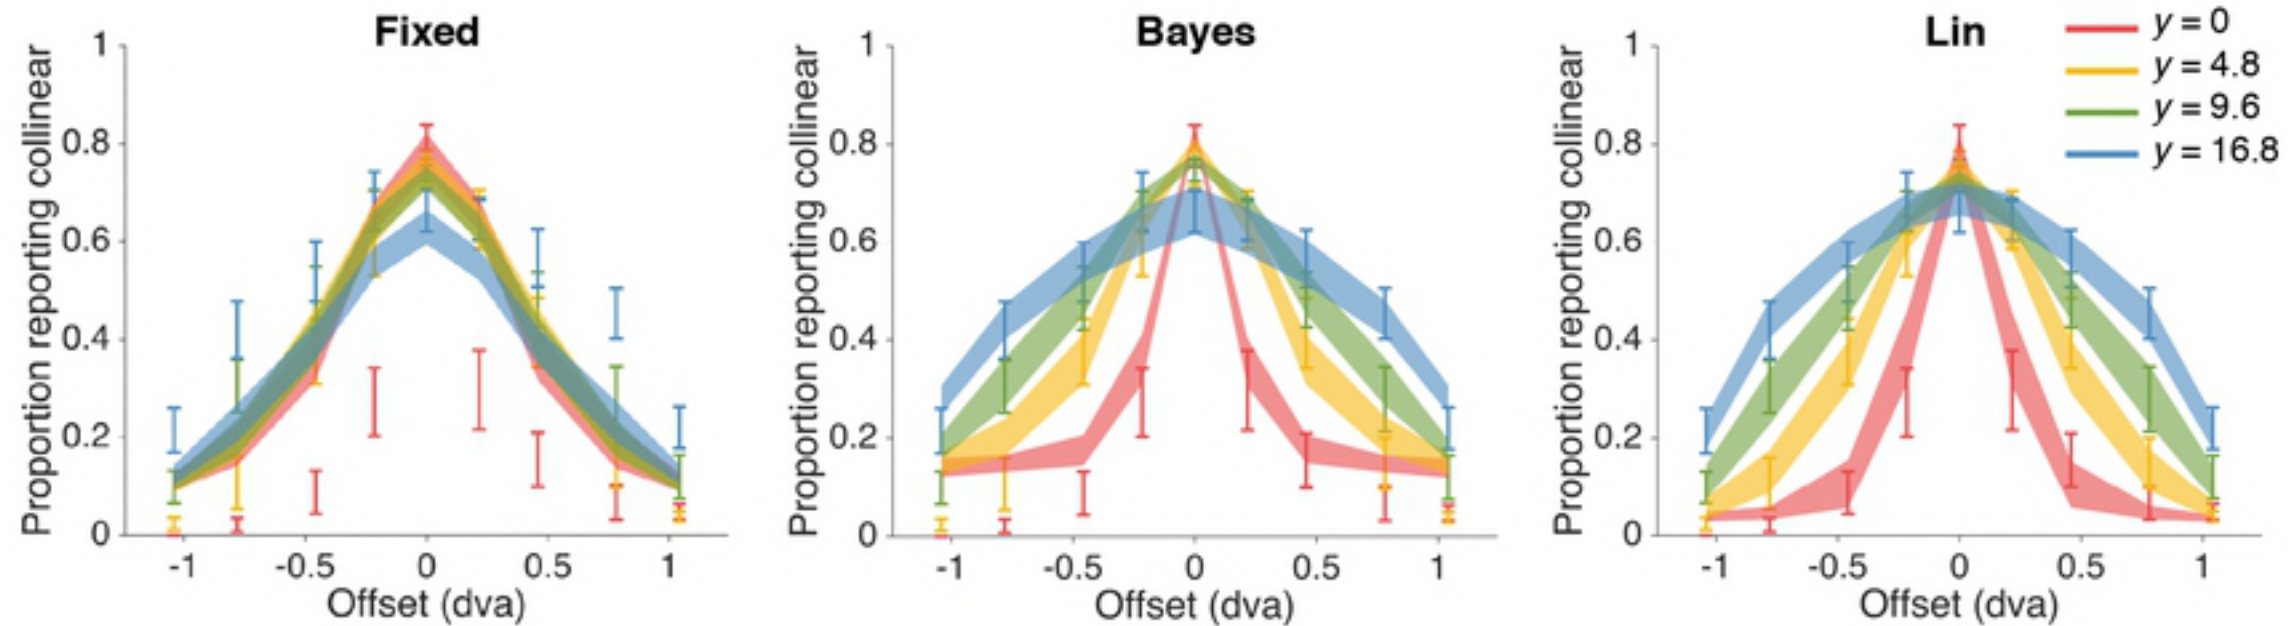 Fixed
Proportion reporting collinear
1
0.8
0.6
0.4
0.2
0
-1 -0.5 0 0.5 1
Offset (dva)
Bayes
Proportion reporting collinear
1
0.8
0.6
0.4
0.2
0
-1 -0.5 0 0.5 1
Offset (dva)
Lin
Proportion reporting collinear
1
0.8
0.6
0.4
0.2
0
-1 -0.5 0 0.5 1
Offset (dva)
y = 0
y = 4.8
y = 9.6
y = 16.8